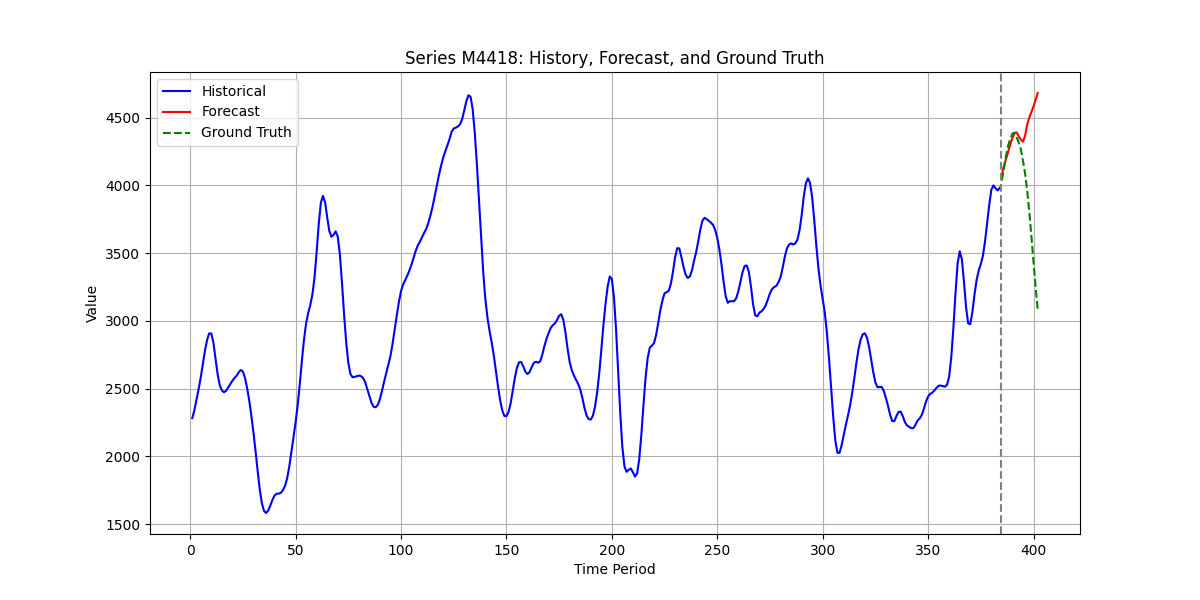 Series M4418: History, Forecast, and Ground Truth
Historical
Forecast
Ground Truth
Value
4500
4000
3500
3000
2500
2000
1500
0 50 100 150 200 250 300 350 400
Time Period